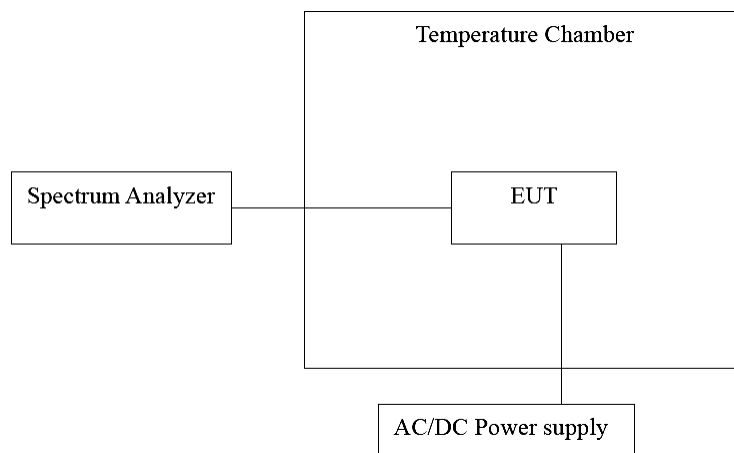 Temperature Chamber
Spectrum Analyzer
EUT
AC/DC Power supply